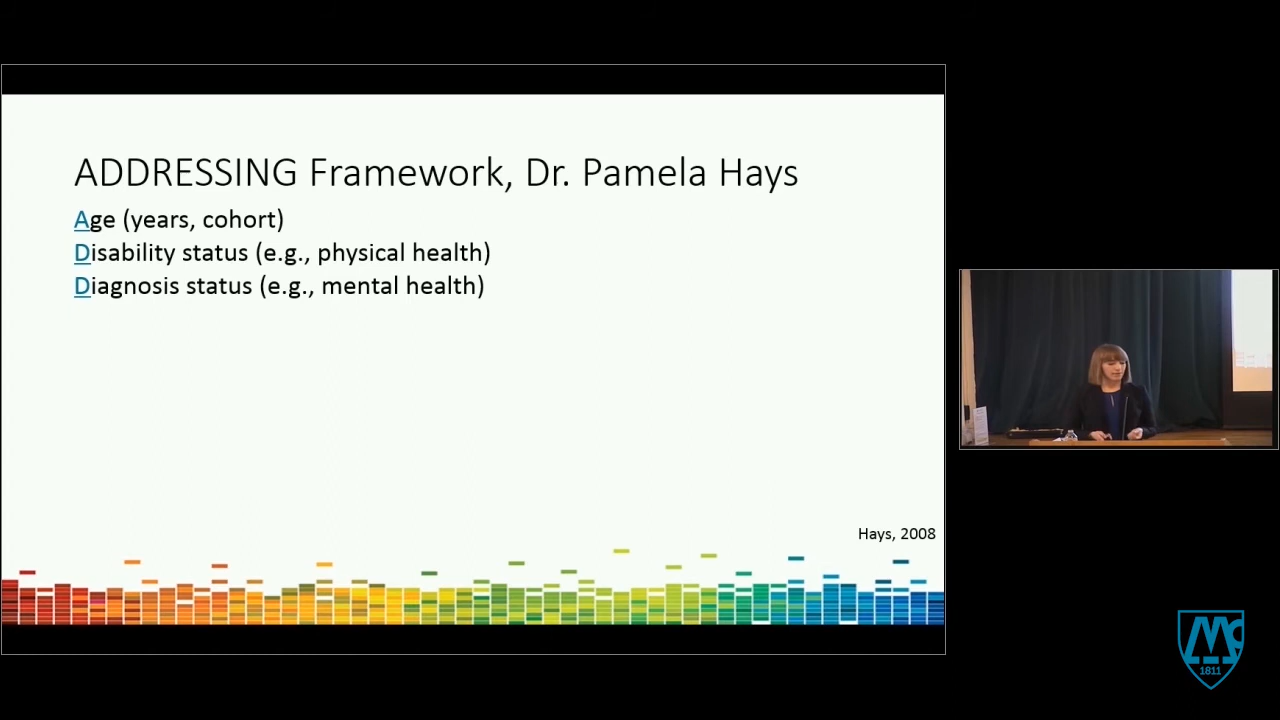 ADDRESSING Framework, Dr. Pamela Hays
Age (years, cohort)
Disability status (e.g., physical health)
Diagnosis status (e.g., mental health)
Hays, 2008
Mc
1811